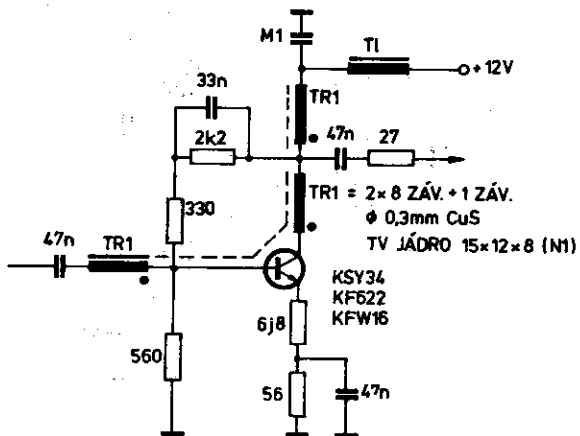 M1
Tl
+12V
33n
TR1
2k2
47n
27
330
TR1 = 2×8 ZÁV. + 1 ZÁV.
ϕ 0,3mm CuS
TV JÁDRO 15×12×8 (N1)
47n
TR1
KSY34
KF622
KFW16
6j8
560
56
47n